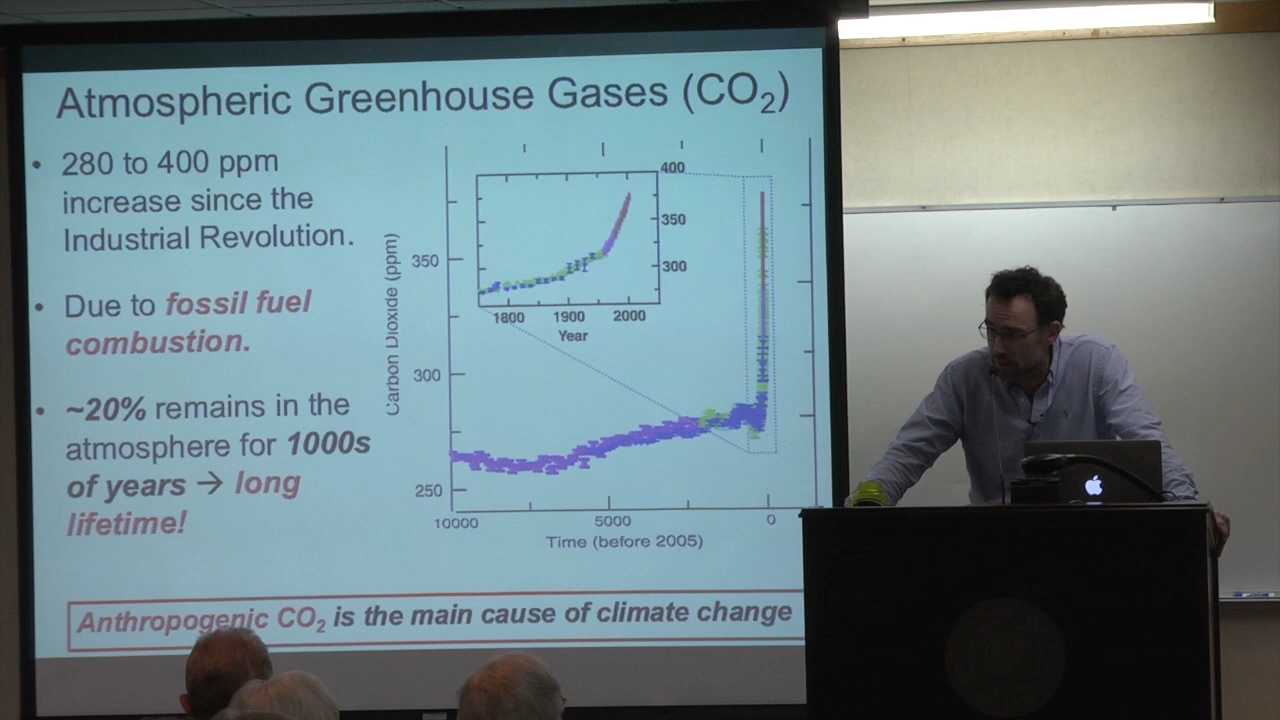 Atmospheric Greenhouse Gases (CO₂)
• 280 to 400 ppm
increase since the
Industrial Revolution.
• Due to fossil fuel
combustion.
• ~20% remains in the
atmosphere for 1000s
of years → long
lifetime!
Carbon Dioxide (ppm)
350
300
250
10000 5000 0
Time (before 2005)
400
350
300
1800 1900 2000
Year
Anthropogenic CO₂ is the main cause of climate change